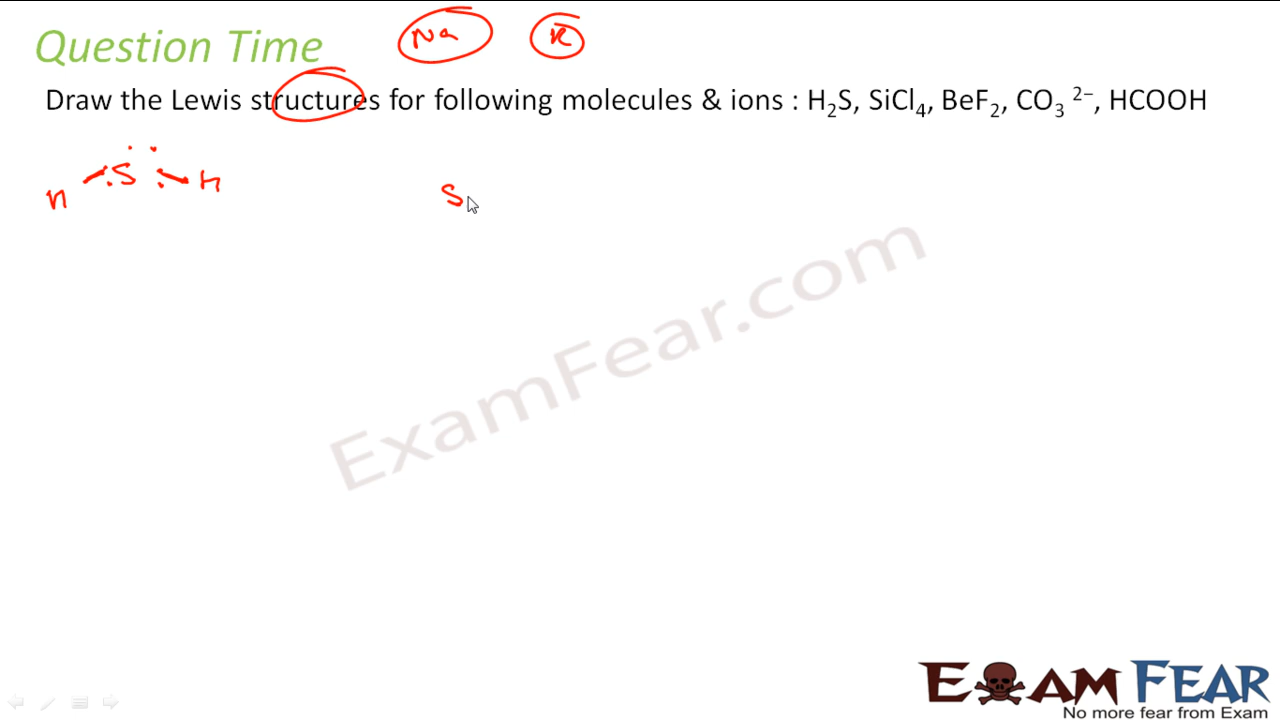 Question Time Na K
Draw the Lewis structures for following molecules & ions : H₂S, SiCl₄, BeF₂, CO₃ ²⁻, HCOOH
H S H S
ExamFear.com
EXAM FEAR
No more fear from Exam